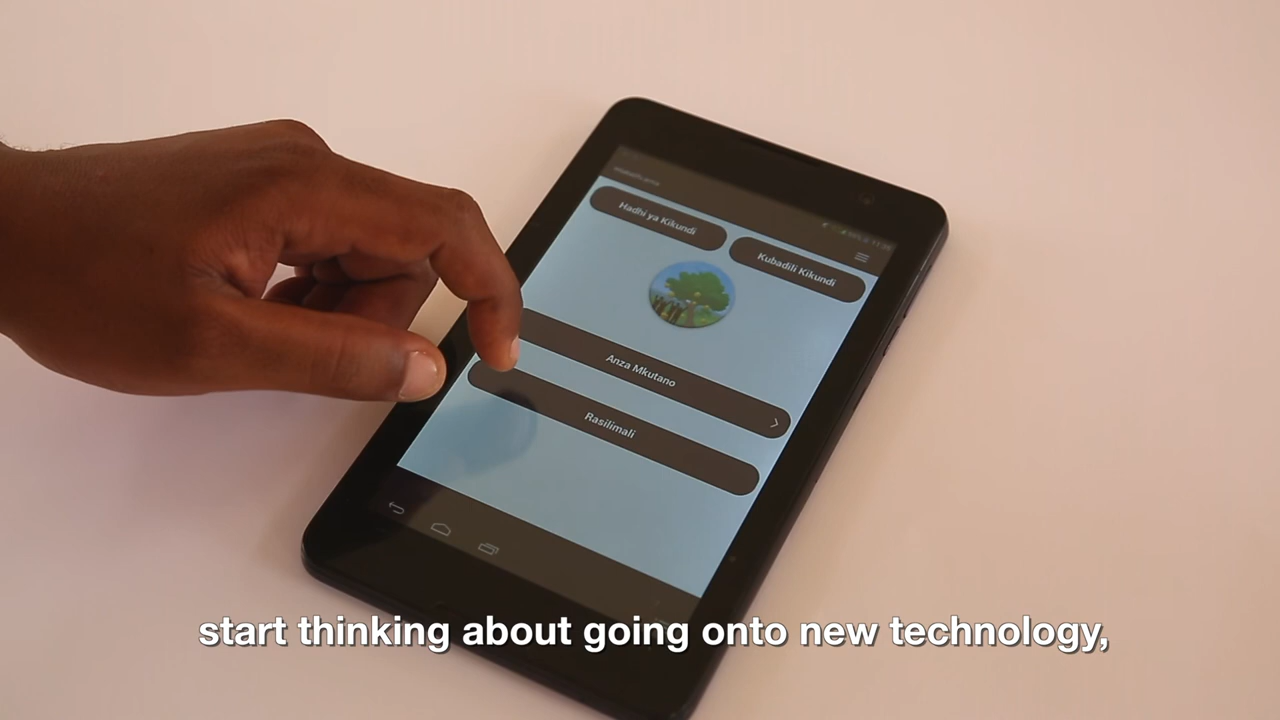 Hadhi ya Kikundi
Kubadili Kikundi
Anza Mkutano
Rasilimali
start thinking about going onto new technology,